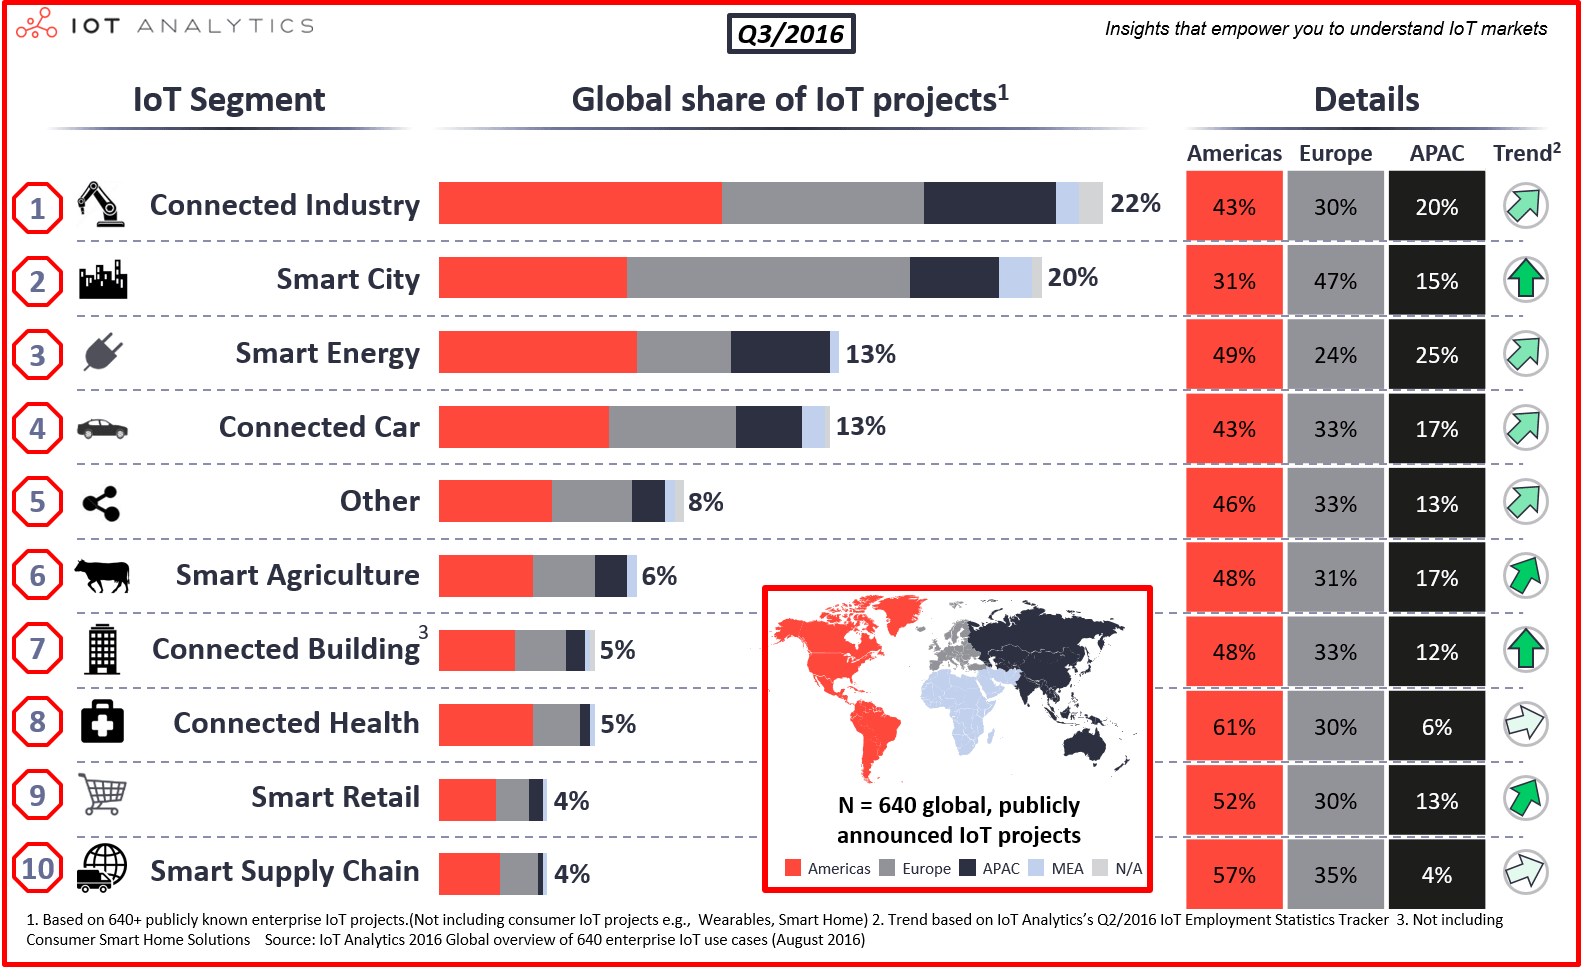 IOT ANALYTICS
Q3/2016
Insights that empower you to understand IoT markets
IoT Segment
Global share of IoT projects1
Details
Americas Europe APAC Trend2
1 Connected Industry 22% 43% 30% 20%
2 Smart City 20% 31% 47% 15%
3 Smart Energy 13% 49% 24% 25%
4 Connected Car 13% 43% 33% 17%
5 Other 8% 46% 33% 13%
6 Smart Agriculture 6% 48% 31% 17%
7 Connected Building3 5% 48% 33% 12%
8 Connected Health 5% 61% 30% 6%
9 Smart Retail 4% 52% 30% 13%
10 Smart Supply Chain 4% 57% 35% 4%
N = 640 global, publicly
announced IoT projects
Americas Europe APAC MEA N/A
1. Based on 640+ publicly known enterprise IoT projects.(Not including consumer IoT projects e.g., Wearables, Smart Home) 2. Trend based on IoT Analytics's Q2/2016 IoT Employment Statistics Tracker 3. Not including
Consumer Smart Home Solutions Source: IoT Analytics 2016 Global overview of 640 enterprise IoT use cases (August 2016)